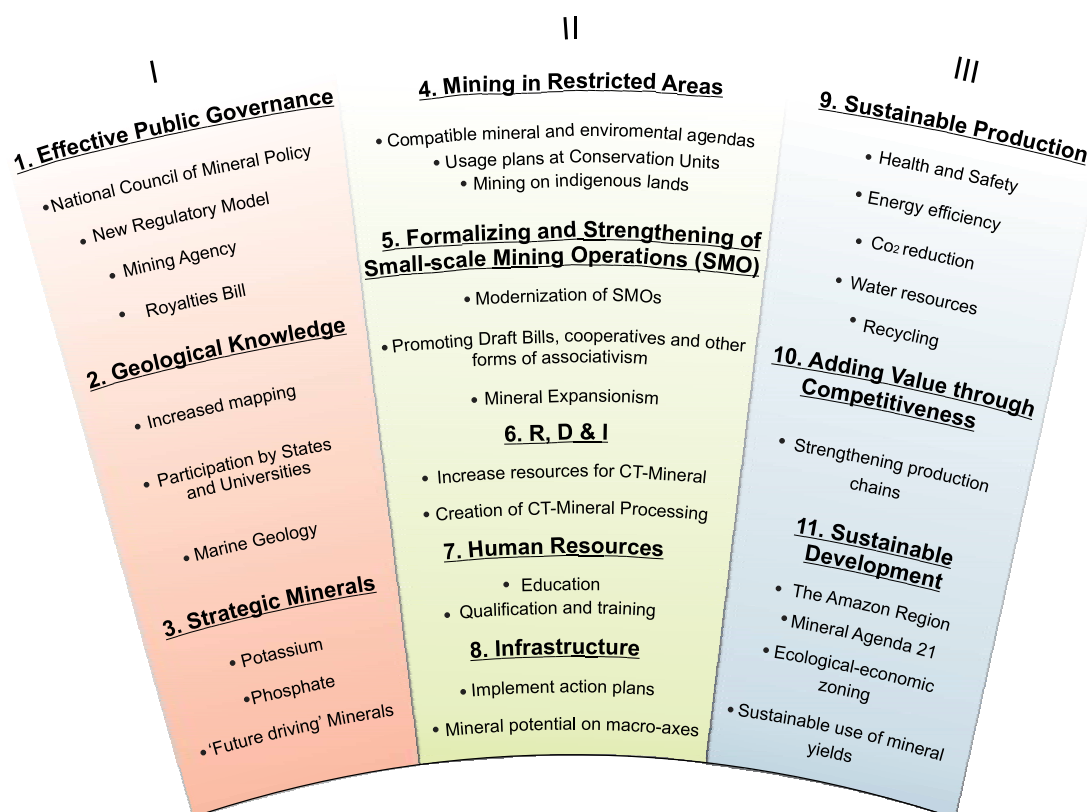 I
1. Effective Public Governance
•National Council of Mineral Policy
• New Regulatory Model
• Mining Agency
• Royalties Bill
2. Geological Knowledge
• Increased mapping
• Participation by States
and Universities
• Marine Geology
3. Strategic Minerals
• Potassium
•Phosphate
•'Future driving' Minerals
II
4. Mining in Restricted Areas
• Compatible mineral and enviromental agendas
• Usage plans at Conservation Units
• Mining on indigenous lands
5. Formalizing and Strengthening of
Small-scale Mining Operations (SMO)
• Modernization of SMOs
• Promoting Draft Bills, cooperatives and other
forms of associativism
• Mineral Expansionism
6. R, D & I
• Increase resources for CT-Mineral
• Creation of CT-Mineral Processing
7. Human Resources
• Education
• Qualification and training
8. Infrastructure
• Implement action plans
• Mineral potential on macro-axes
III
9. Sustainable Production
• Health and Safety
• Energy efficiency
• Co2 reduction
• Water resources
• Recycling
10. Adding Value through
Competitiveness
• Strengthening production
chains
11. Sustainable
Development
• The Amazon Region
• Mineral Agenda 21
• Ecological-economic
zoning
• Sustainable use of mineral
yields